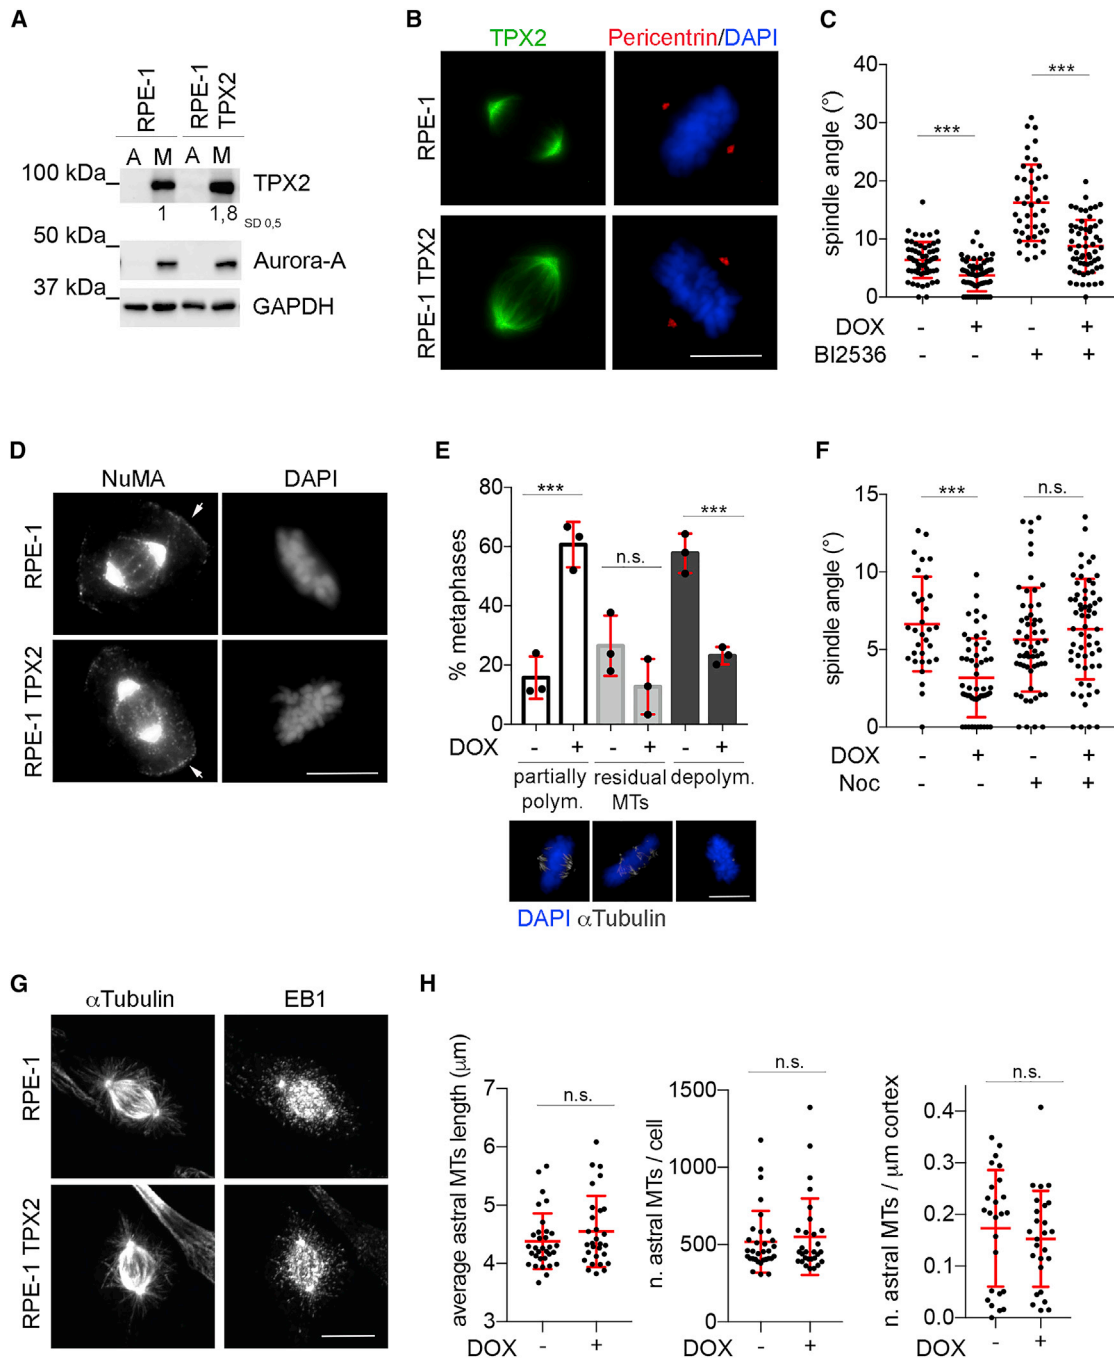 A
RPE-1
RPE-1
TPX2
A M A M
100 kDa
TPX2
1 1,8 SD 0,5
50 kDa
Aurora-A
37 kDa
GAPDH
B
TPX2
Pericentrin/DAPI
RPE-1
RPE-1 TPX2
C
spindle angle (°)
40
30
20
10
0
***
***
DOX - + - +
BI2536 - - + +
D
NuMA
DAPI
RPE-1
RPE-1 TPX2
E
% metaphases
80
60
40
20
0
***
n.s.
***
DOX - + - + - +
partially polym.
residual MTs
depolym.
DAPI αTubulin
F
spindle angle (°)
15
10
5
0
***
n.s.
DOX - + - +
Noc - - + +
G
αTubulin
EB1
RPE-1
RPE-1 TPX2
H
average astral MTs length (μm)
7
6
5
4
3
n.s.
DOX - +
n. astral MTs / cell
1500
1000
500
0
n.s.
DOX - +
n. astral MTs / μm cortex
0.4
0.3
0.2
0.1
0.0
n.s.
DOX - +